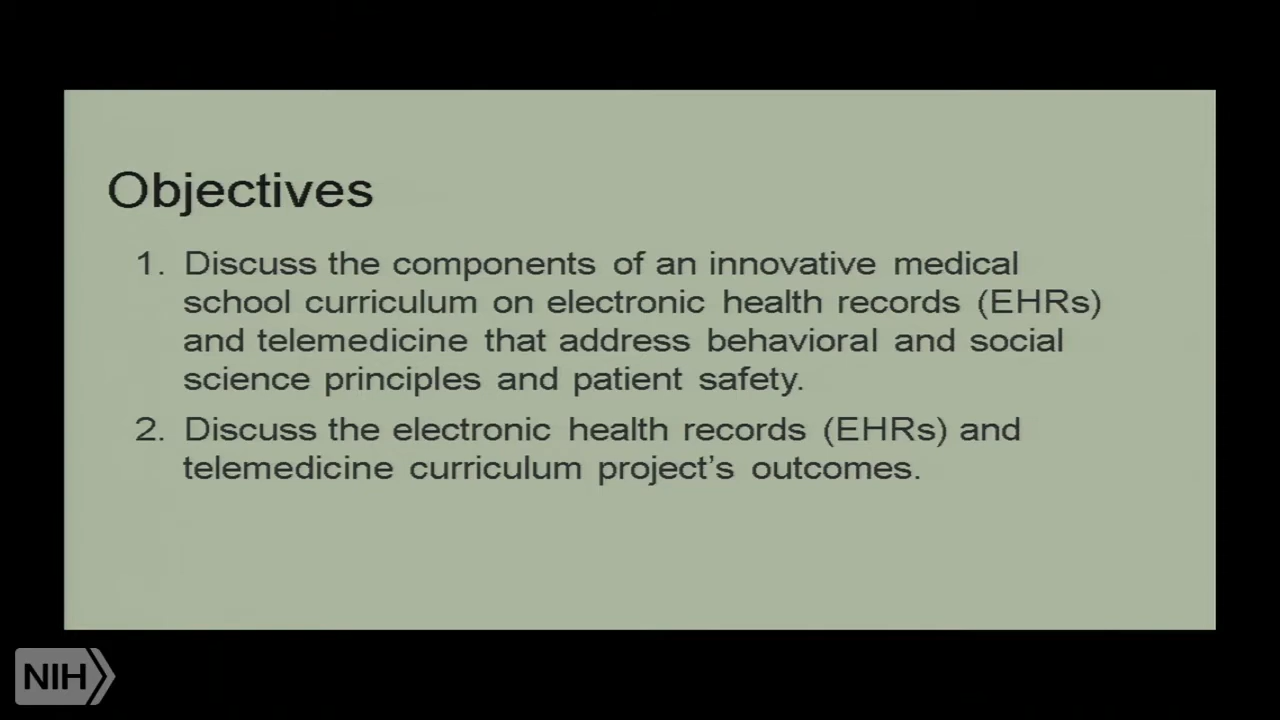 Objectives
1. Discuss the components of an innovative medical
school curriculum on electronic health records (EHRs)
and telemedicine that address behavioral and social
science principles and patient safety.
2. Discuss the electronic health records (EHRs) and
telemedicine curriculum project’s outcomes.
NIH